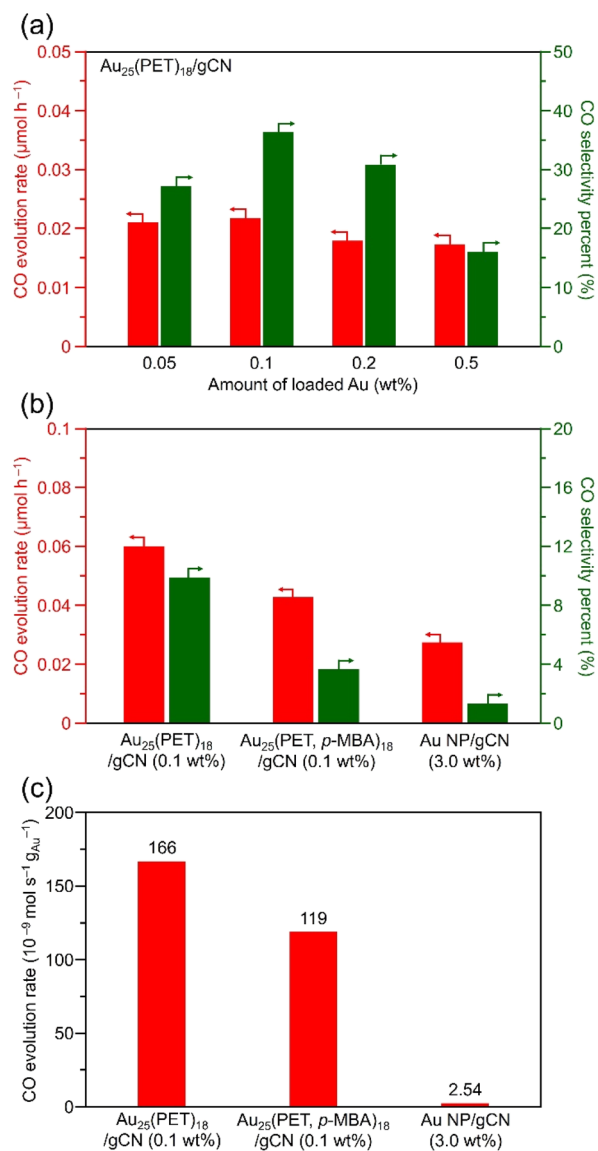 (a)
Au₂₅(PET)₁₈/gCN
CO evolution rate (μmol h⁻¹)
0.05
0.04
0.03
0.02
0.01
0
50
40
30
20
10
0
CO selectivity percent (%)
0.05 0.1 0.2 0.5
Amount of loaded Au (wt%)
(b)
CO evolution rate (μmol h⁻¹)
0.1
0.08
0.06
0.04
0.02
0
20
16
12
8
4
0
CO selectivity percent (%)
Au₂₅(PET)₁₈ Au₂₅(PET, p-MBA)₁₈ Au NP/gCN
/gCN (0.1 wt%) /gCN (0.1 wt%) (3.0 wt%)
(c)
CO evolution rate (10⁻⁹ mol s⁻¹ g_Au⁻¹)
200
150
100
50
0
166
119
2.54
Au₂₅(PET)₁₈ Au₂₅(PET, p-MBA)₁₈ Au NP/gCN
/gCN (0.1 wt%) /gCN (0.1 wt%) (3.0 wt%)